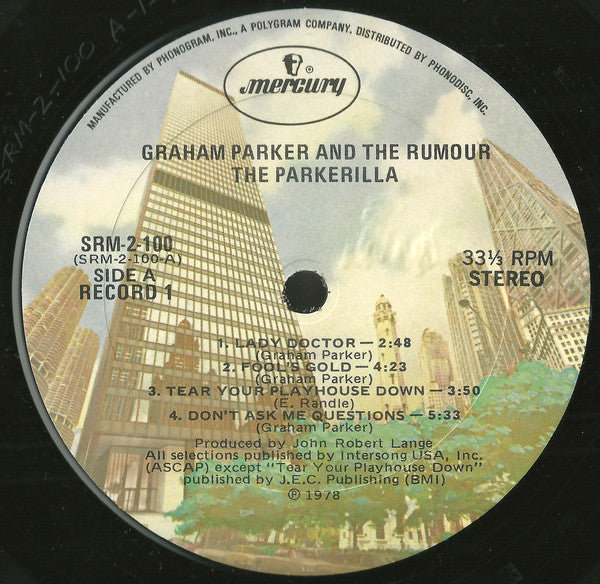 MANUFACTURED BY PHONOGRAM, INC., A POLYGRAM COMPANY. DISTRIBUTED BY PHONODISC, INC.
®
mercury
GRAHAM PARKER AND THE RUMOUR
THE PARKERILLA
SRM-2-100
(SRM-2-100-A)
SIDE A
RECORD 1
33⅓ RPM
STEREO
1. LADY DOCTOR — 2:48
(Graham Parker)
2. FOOL'S GOLD — 4:23
(Graham Parker)
3. TEAR YOUR PLAYHOUSE DOWN — 3:50
(E. Randle)
4. DON'T ASK ME QUESTIONS — 5:33
(Graham Parker)
Produced by John Robert Lange
All selections published by Intersong USA, Inc.
(ASCAP) except "Tear Your Playhouse Down"
published by J.E.C. Publishing (BMI)
℗ 1978